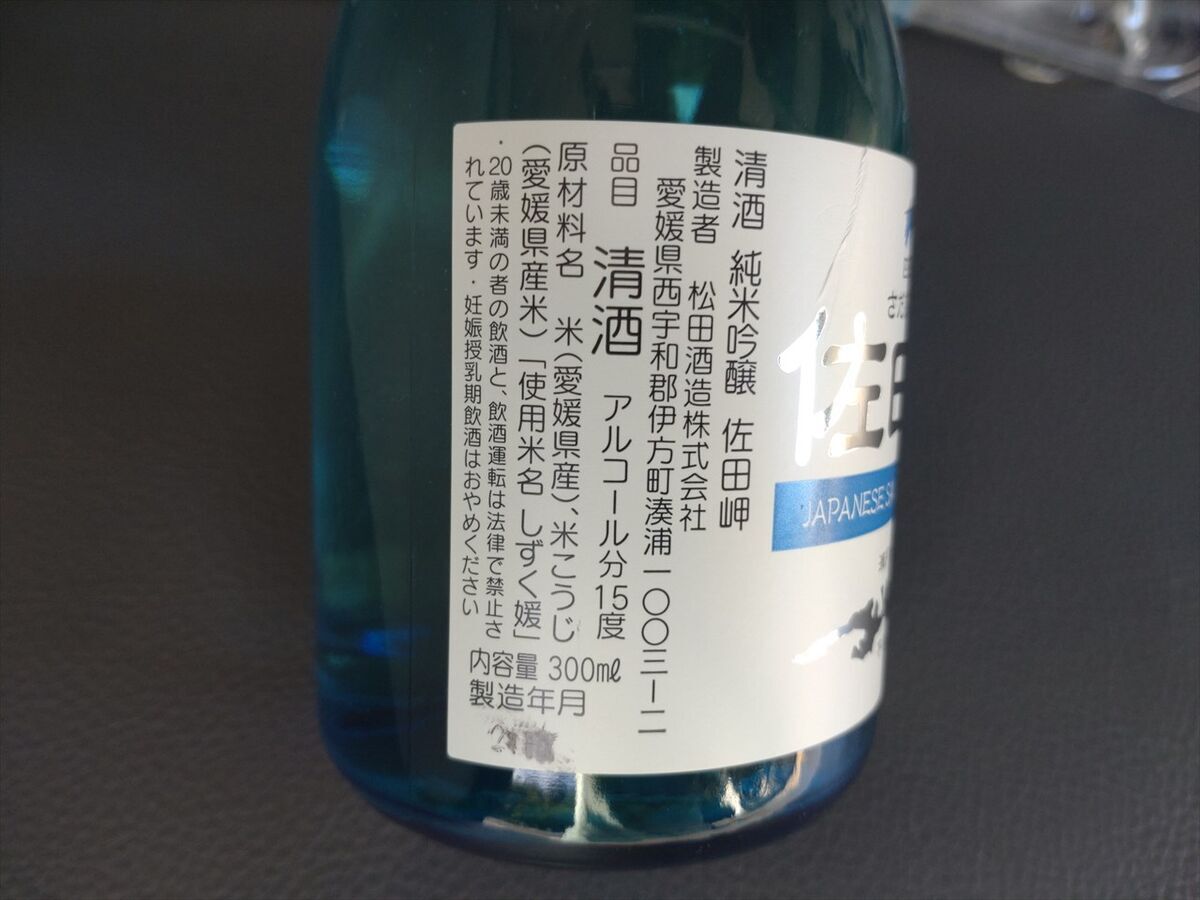 さだ
佐田
JAPANESE SA
清酒 純米吟醸 佐田岬
製造者 松田酒造株式会社
愛媛県西宇和郡伊方町湊浦一〇〇三ー二
品目 清酒 アルコール分15度
原材料名 米(愛媛県産)、米こうじ
(愛媛県産米)「使用米名 しずく媛」
・20歳未満の者の飲酒と、飲酒運転は法律で禁止さ
れています・妊娠授乳期飲酒はおやめください
内容量 300㎖
製造年月